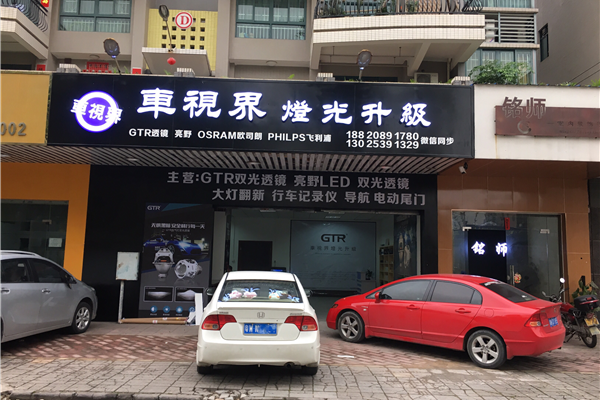 D
車視界
車視界 燈光升級
GTR透镜 亮野 OSRAM欧司朗 PHILPS飞利浦
188 2089 1780
130 2539 1329
微信同步
002
铭师
主营:GTR双光透镜 亮野LED 双光透镜
大灯翻新 行车记录仪 导航 电动尾门
GTR
GTR
铭师